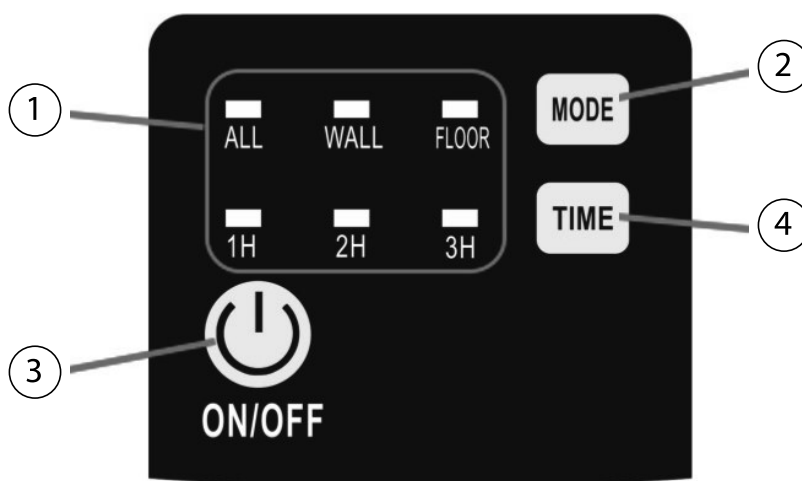 1
2
ALL WALL FLOOR
MODE
1H 2H 3H
TIME
4
3
ON/OFF